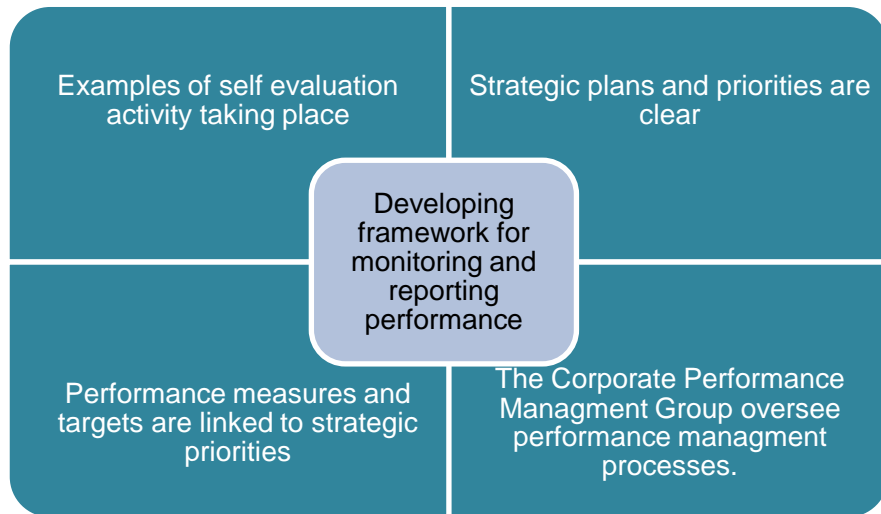 Examples of self evaluation
activity taking place
Strategic plans and priorities are
clear
Developing
framework for
monitoring and
reporting
performance
Performance measures and
targets are linked to strategic
priorities
The Corporate Performance
Managment Group oversee
performance managment
processes.